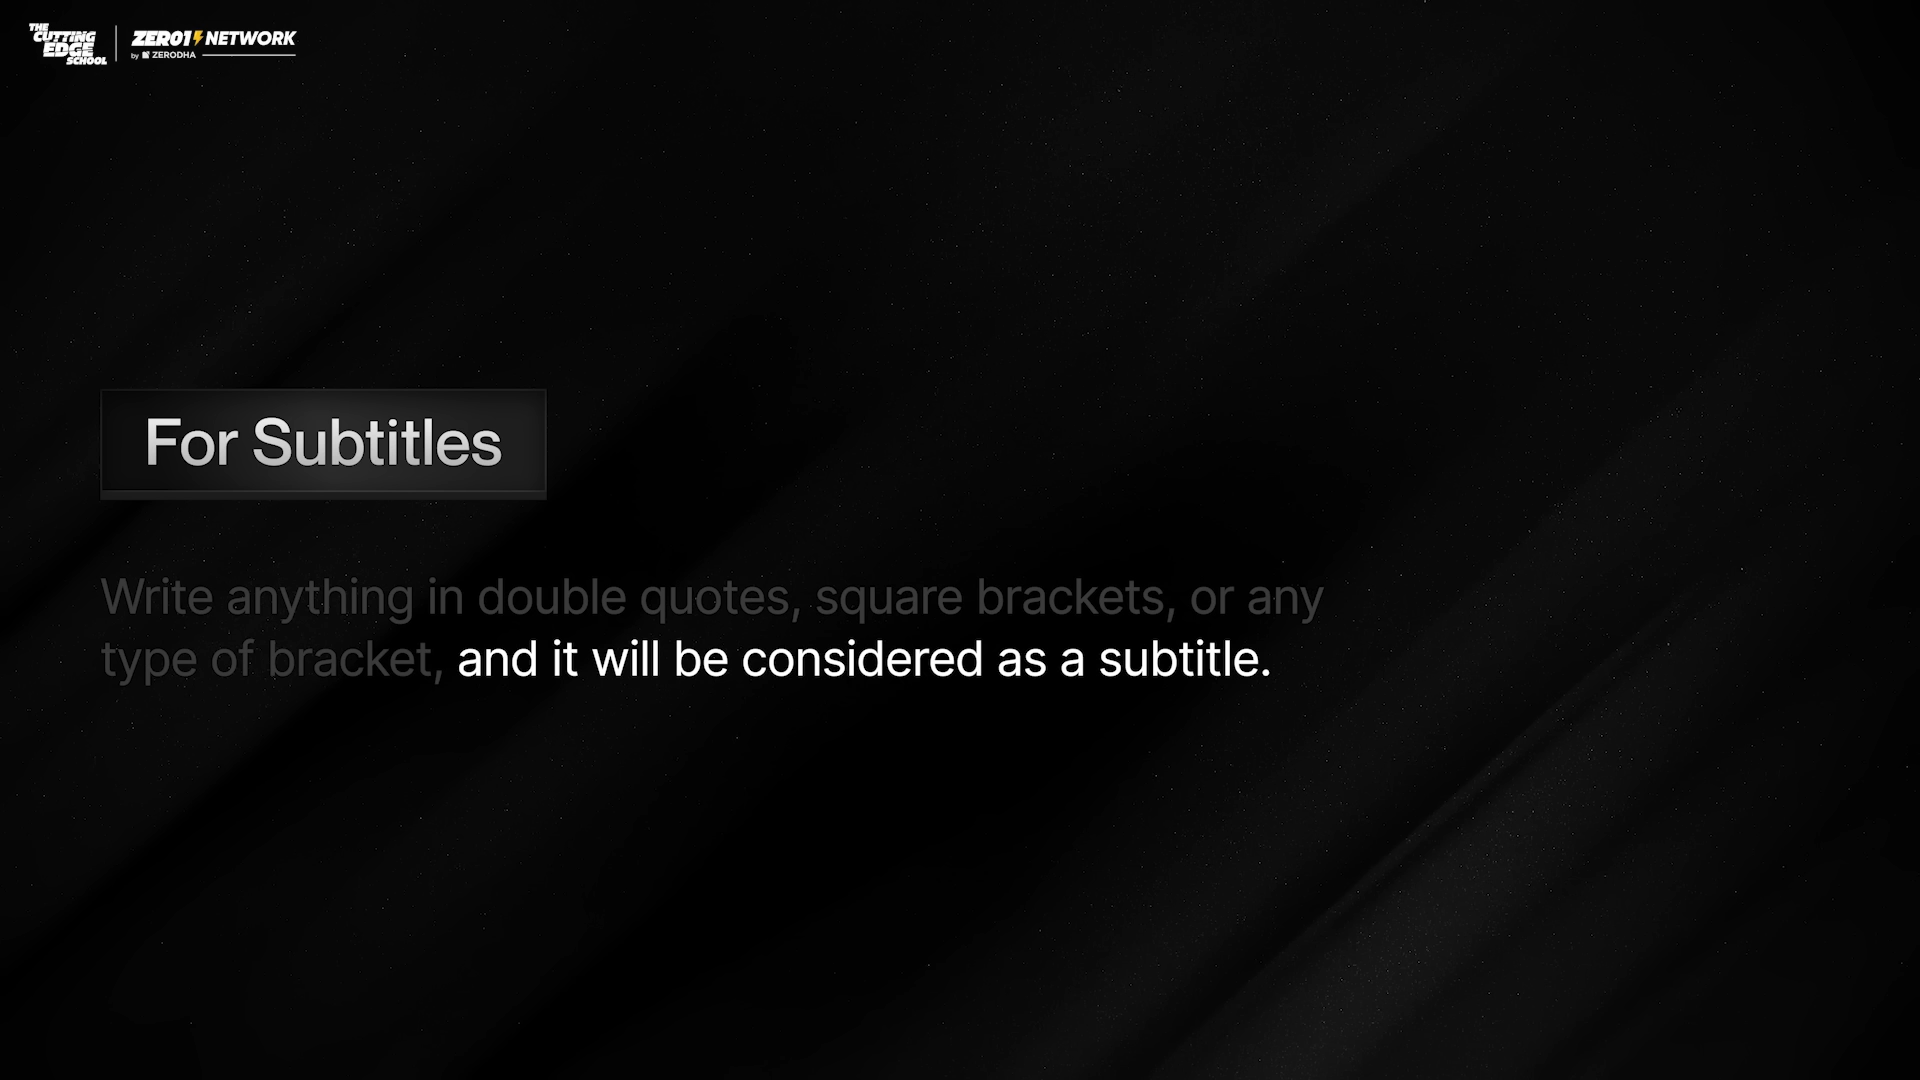 THE
CUTTING
EDGE
SCHOOL
ZERO1 NETWORK
by ZERODHA
For Subtitles
Write anything in double quotes, square brackets, or any
type of bracket, and it will be considered as a subtitle.